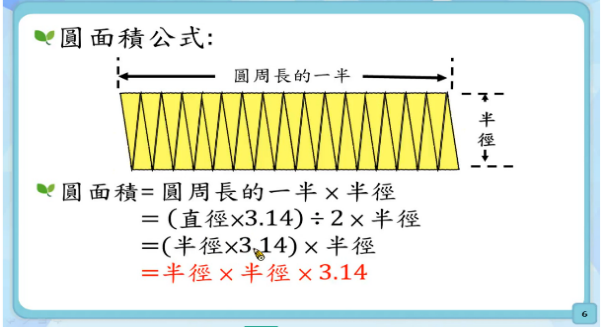 圓面積公式:
圓周長的一半
半徑
圓面積=圓周長的一半×半徑
=(直徑×3.14)÷2×半徑
=(半徑×3.14)×半徑
=半徑×半徑×3.14
6